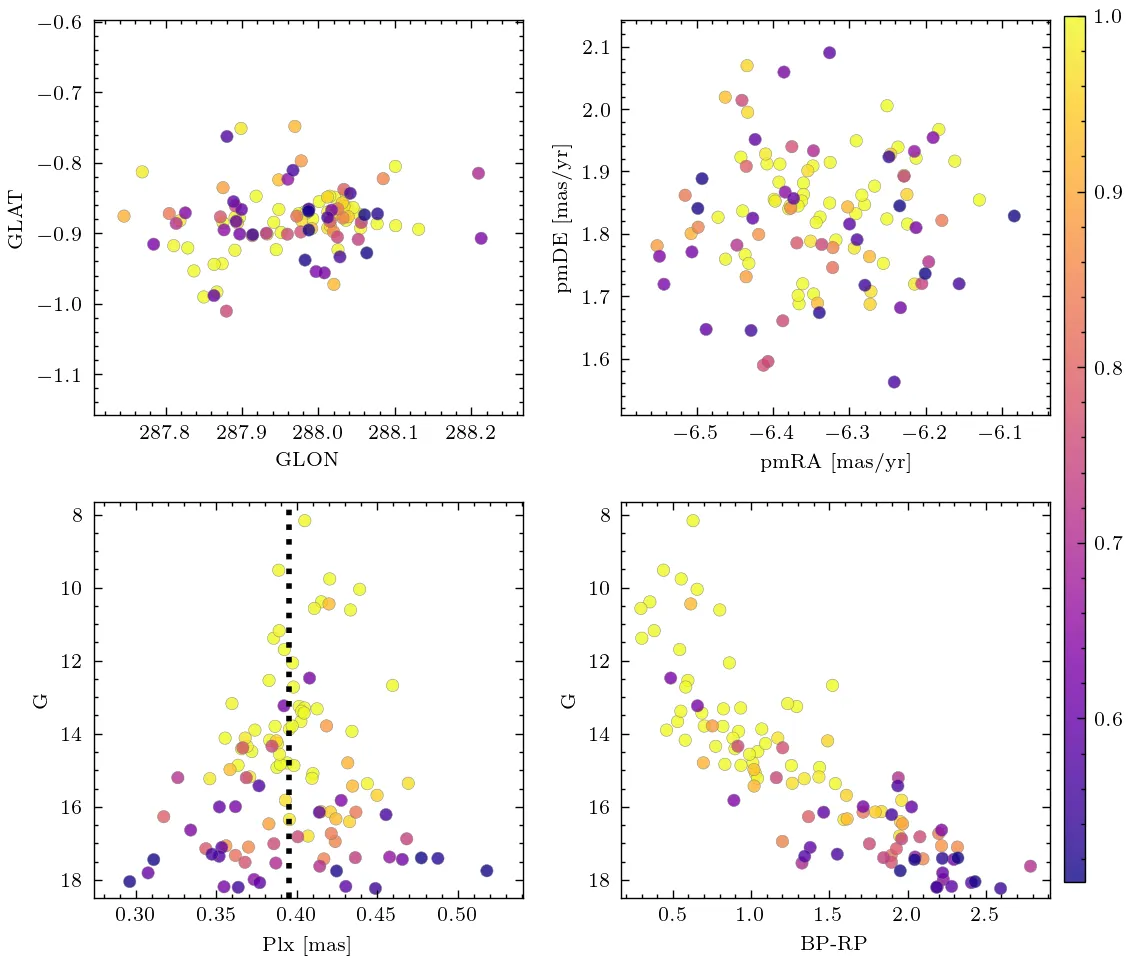 −0.6
−0.7
−0.8
−0.9
−1.0
−1.1
GLAT
287.8 287.9 288.0 288.1 288.2
GLON
2.1
2.0
1.9
1.8
1.7
1.6
pmDE [mas/yr]
−6.5 −6.4 −6.3 −6.2 −6.1
pmRA [mas/yr]
1.0
0.9
0.8
0.7
0.6
8
10
12
14
16
18
G
0.30 0.35 0.40 0.45 0.50
Plx [mas]
8
10
12
14
16
18
G
0.5 1.0 1.5 2.0 2.5
BP-RP